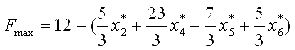 F_max = 12 − (5/3 x₂* + 23/3 x₄* − 7/3 x₅* + 5/3 x₆*)